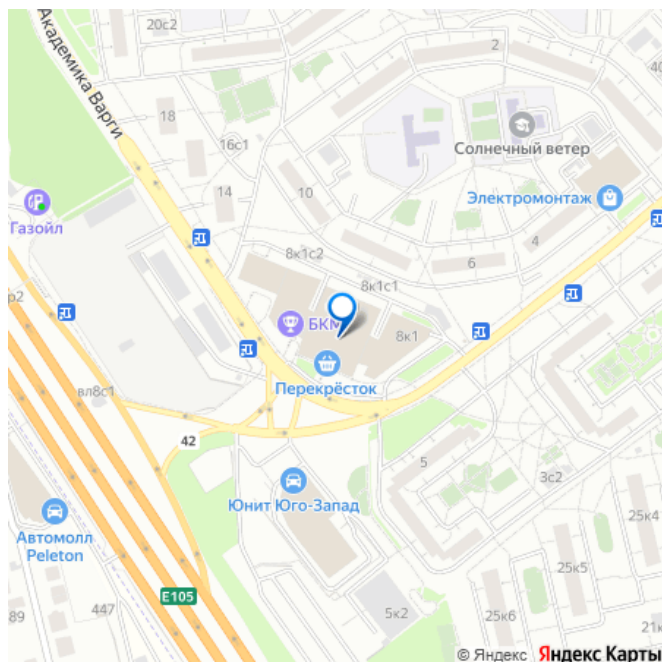 20с2
2
40
Академика Варги
18
16с1
Солнечный ветер
14
10
Электромонтаж
Газойл
8к1с2
6
4
8к1с1
р2
БКМ
8к1
Перекрёсток
вл8с1
42
5
3с2
Юнит Юго-Запад
25к4
Автомолл
Peleton
25к5
E105
447
89
5к2
25к6
21к
© Яндекс Яндекс Карты